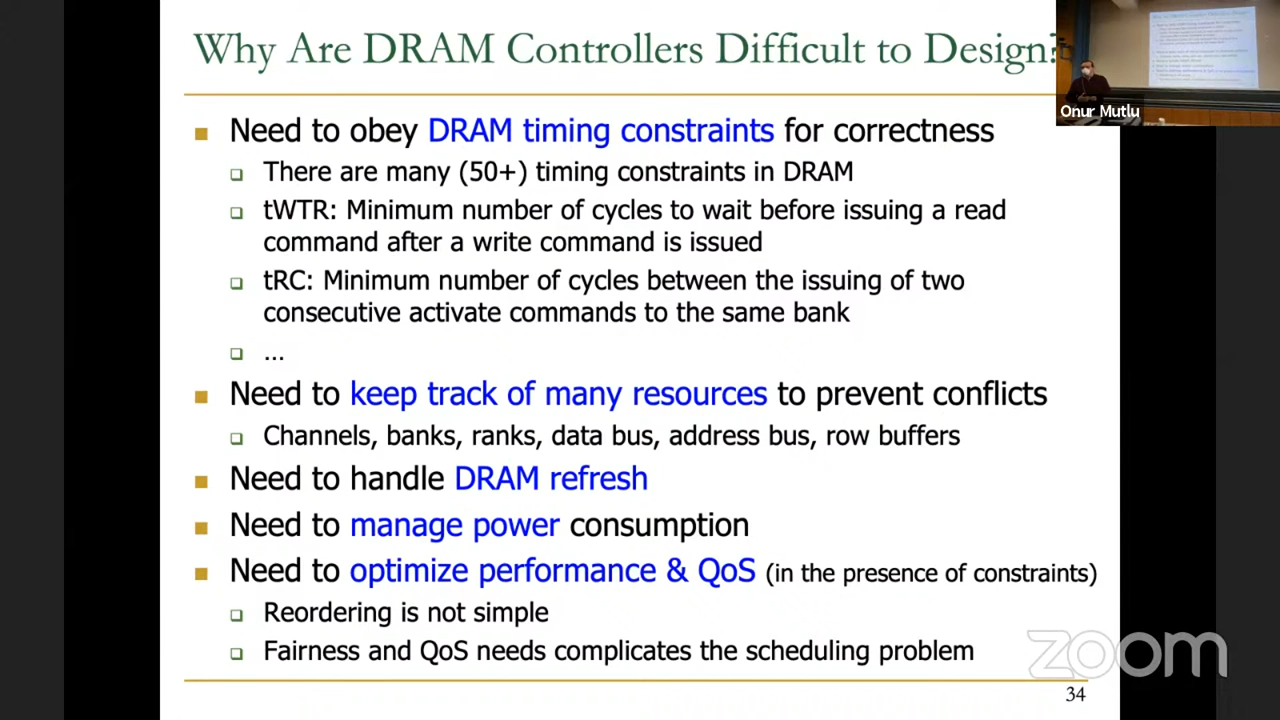 Why Are DRAM Controllers Difficult to Design?
Onur Mutlu
Need to obey DRAM timing constraints for correctness
There are many (50+) timing constraints in DRAM
tWTR: Minimum number of cycles to wait before issuing a read
command after a write command is issued
tRC: Minimum number of cycles between the issuing of two
consecutive activate commands to the same bank
...
Need to keep track of many resources to prevent conflicts
Channels, banks, ranks, data bus, address bus, row buffers
Need to handle DRAM refresh
Need to manage power consumption
Need to optimize performance & QoS (in the presence of constraints)
Reordering is not simple
Fairness and QoS needs complicates the scheduling problem
zoom
34